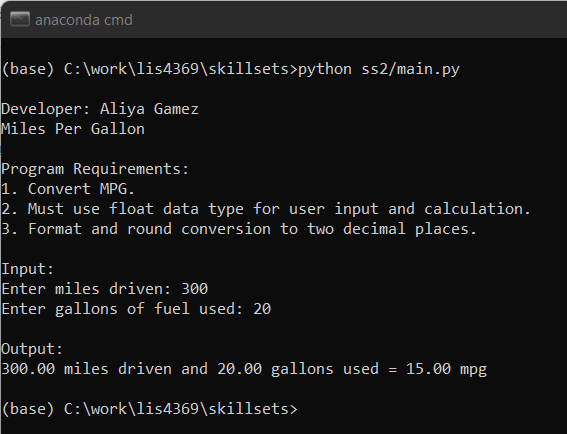 anaconda cmd
(base) C:\work\lis4369\skillsets>python ss2/main.py
Developer: Aliya Gamez
Miles Per Gallon
Program Requirements:
1. Convert MPG.
2. Must use float data type for user input and calculation.
3. Format and round conversion to two decimal places.
Input:
Enter miles driven: 300
Enter gallons of fuel used: 20
Output:
300.00 miles driven and 20.00 gallons used = 15.00 mpg
(base) C:\work\lis4369\skillsets>